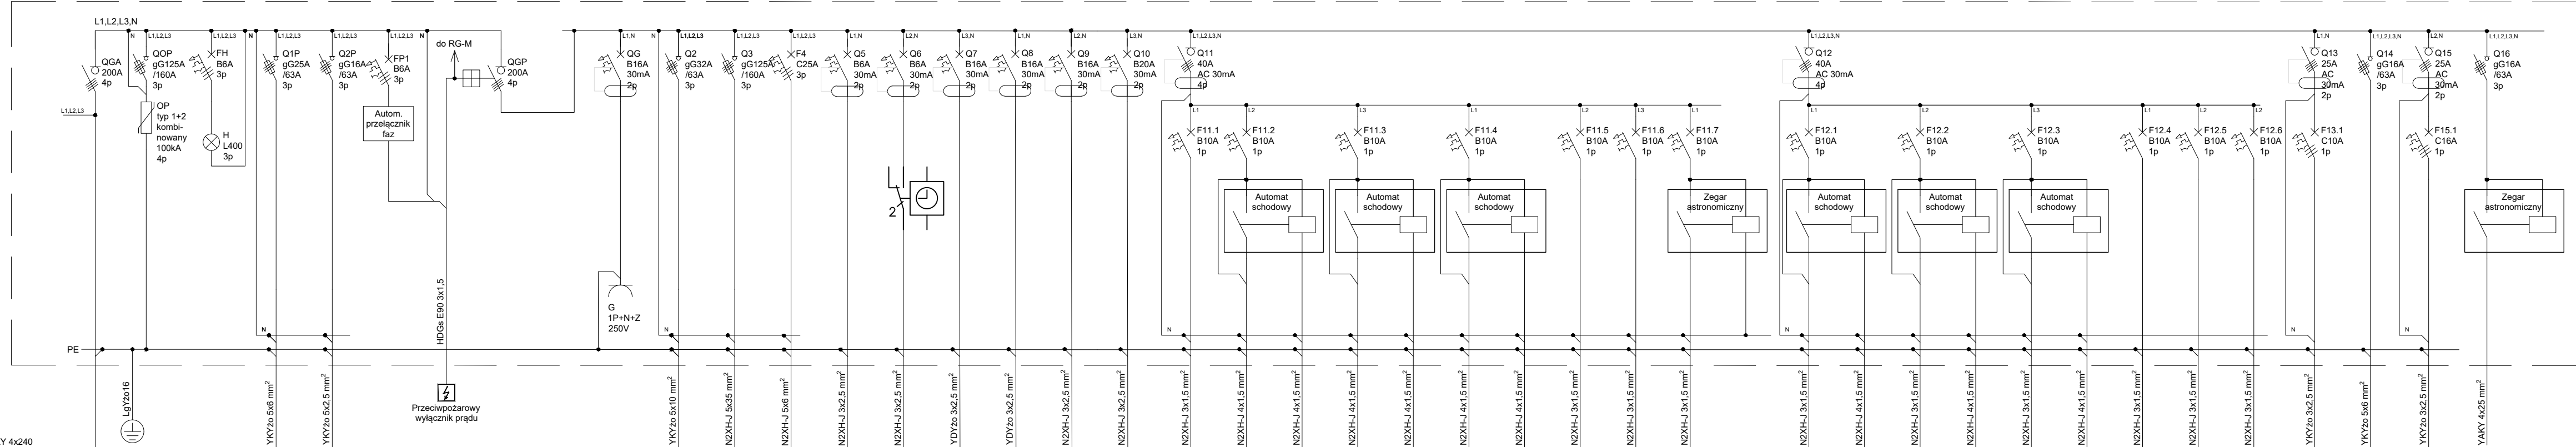 L1,L2,L3,N
QGA
200A
4p
L1,L2,L3
N
L1,L2,L3
QOP
gG125A
/160A
3p
OP
typ 1+2
kombi-
nowany
100kA
4p
L1,L2,L3
FH
B6A
3p
H
L400
3p
N
L1,L2,L3
Q1P
gG25A
/63A
3p
L1,L2,L3
Q2P
gG16A
/63A
3p
L1,L2,L3
FP1
B6A
3p
Autom.
przełącznik
faz
N
do RG-M
QGP
200A
4p
HDGs E90 3x1,5
Przeciwpożarowy
wyłącznik prądu
L1,N
QG
B16A
30mA
2p
G
1P+N+Z
250V
N
L1,L2,L3
Q2
gG32A
/63A
3p
L1,L2,L3
Q3
gG125A
/160A
3p
L1,L2,L3
F4
C25A
3p
L1,N
Q5
B6A
30mA
2p
L2,N
Q6
B6A
30mA
2p
2
L3,N
Q7
B16A
30mA
2p
L1,N
Q8
B16A
30mA
2p
L2,N
Q9
B16A
30mA
2p
L3,N
Q10
B20A
30mA
2p
L1,L2,L3,N
Q11
40A
AC 30mA
4p
L1
F11.1
B10A
1p
L2
F11.2
B10A
1p
Automat
schodowy
L3
F11.3
B10A
1p
Automat
schodowy
L1
F11.4
B10A
1p
Automat
schodowy
L2
F11.5
B10A
1p
L3
F11.6
B10A
1p
L1
F11.7
B10A
1p
Zegar
astronomiczny
L1,L2,L3,N
Q12
40A
AC 30mA
4p
L1
F12.1
B10A
1p
Automat
schodowy
L2
F12.2
B10A
1p
Automat
schodowy
L3
F12.3
B10A
1p
Automat
schodowy
L1
F12.4
B10A
1p
L2
F12.5
B10A
1p
L2
F12.6
B10A
1p
L1,N
Q13
25A
AC
30mA
2p
F13.1
C10A
1p
L1,L2,L3,N
Q14
gG16A
/63A
3p
L2,N
Q15
25A
AC
30mA
2p
F15.1
C16A
1p
L1,L2,L3,N
Q16
gG16A
/63A
3p
Zegar
astronomiczny
N
N
N
N
N
N
PE
Y 4x240
LgYżo16
YKYżo 5x6 mm²
YKYżo 5x2,5 mm²
YKYżo 5x10 mm²
N2XH-J 5x35 mm²
N2XH-J 5x6 mm²
N2XH-J 3x2,5 mm²
N2XH-J 3x2,5 mm²
YDYżo 3x2,5 mm²
YDYżo 3x2,5 mm²
N2XH-J 3x2,5 mm²
N2XH-J 3x2,5 mm²
N2XH-J 3x1,5 mm²
N2XH-J 4x1,5 mm²
N2XH-J 4x1,5 mm²
N2XH-J 4x1,5 mm²
N2XH-J 4x1,5 mm²
N2XH-J 4x1,5 mm²
N2XH-J 4x1,5 mm²
N2XH-J 3x1,5 mm²
N2XH-J 3x1,5 mm²
N2XH-J 3x1,5 mm²
N2XH-J 3x1,5 mm²
N2XH-J 4x1,5 mm²
N2XH-J 4x1,5 mm²
N2XH-J 4x1,5 mm²
N2XH-J 4x1,5 mm²
N2XH-J 4x1,5 mm²
N2XH-J 3x1,5 mm²
N2XH-J 3x1,5 mm²
N2XH-J 3x1,5 mm²
YKYżo 3x2,5 mm²
YKYżo 5x6 mm²
YKYżo 3x2,5 mm²
YAKY 4x25 mm²